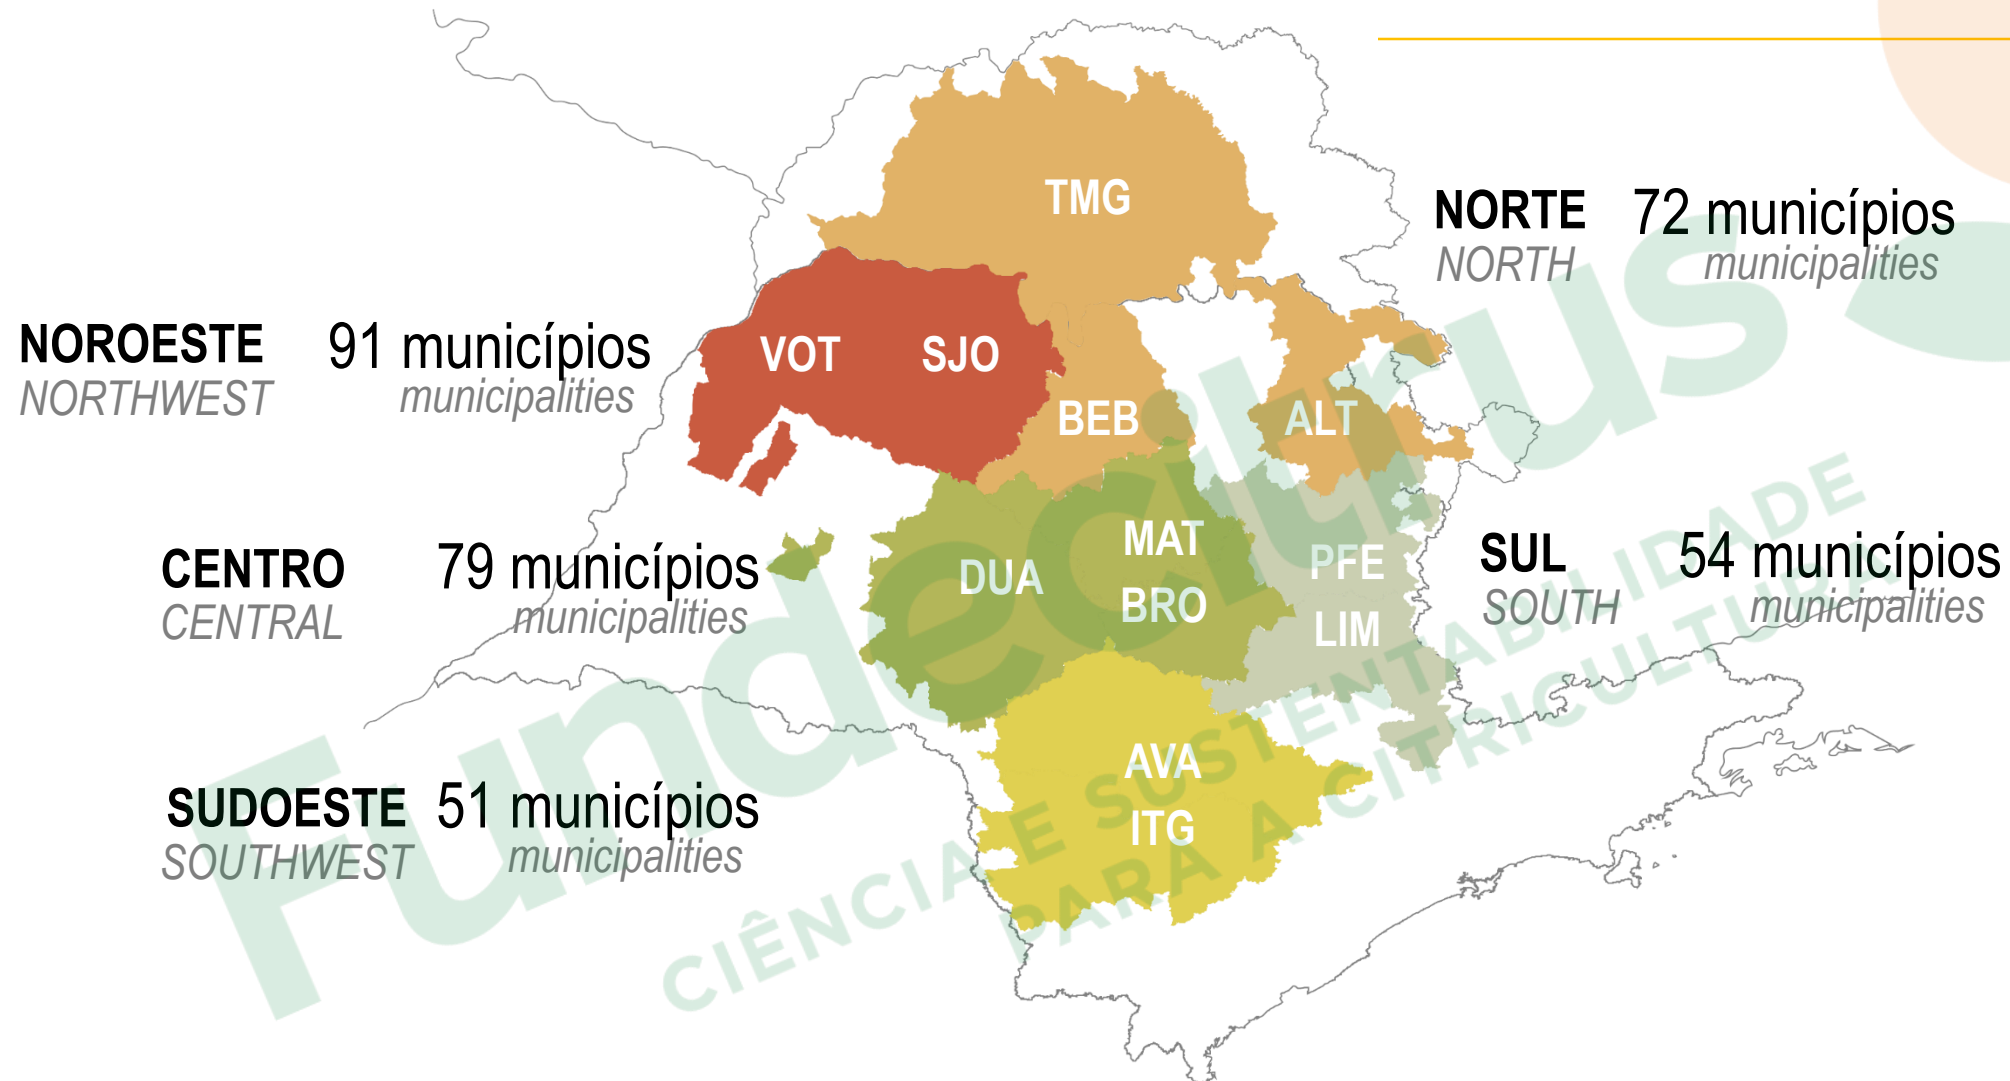 TMG
NORTE 72 municípios
NORTH municipalities
NOROESTE 91 municípios
NORTHWEST municipalities
VOT SJO
BEB ALT
CENTRO 79 municípios
CENTRAL municipalities
DUA
MAT
BRO
PFE
LIM
SUL 54 municípios
SOUTH municipalities
SUDOESTE 51 municípios
SOUTHWEST municipalities
AVA
ITG
Fundecitrus
CIÊNCIA E SUSTENTABILIDADE
PARA A CITRICULTURA